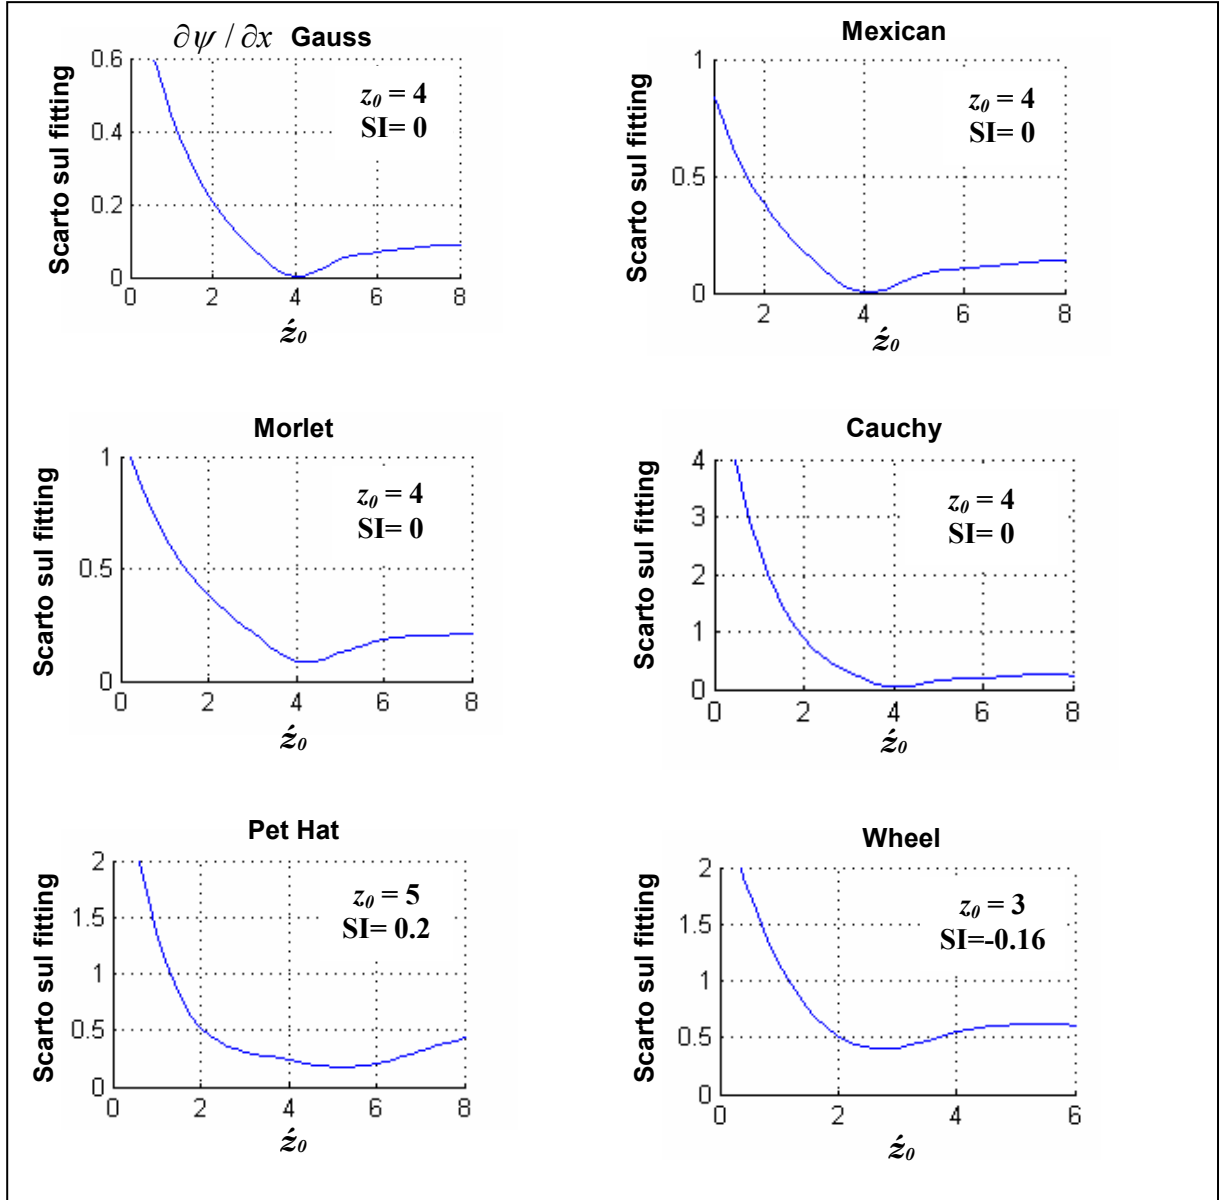 ∂ψ / ∂x Gauss
Scarto sul fitting
0.6
0.4
0.2
0
z₀ = 4
SI= 0
0 2 4 6 8
ź₀
Mexican
Scarto sul fitting
1
0.5
0
z₀ = 4
SI= 0
2 4 6 8
ź₀
Morlet
Scarto sul fitting
1
0.5
0
z₀ = 4
SI= 0
0 2 4 6 8
ź₀
Cauchy
Scarto sul fitting
4
3
2
1
0
z₀ = 4
SI= 0
0 2 4 6 8
ź₀
Pet Hat
Scarto sul fitting
2
1.5
1
0.5
0
z₀ = 5
SI= 0.2
0 2 4 6 8
ź₀
Wheel
Scarto sul fitting
2
1.5
1
0.5
0
z₀ = 3
SI=-0.16
0 2 4 6
ź₀